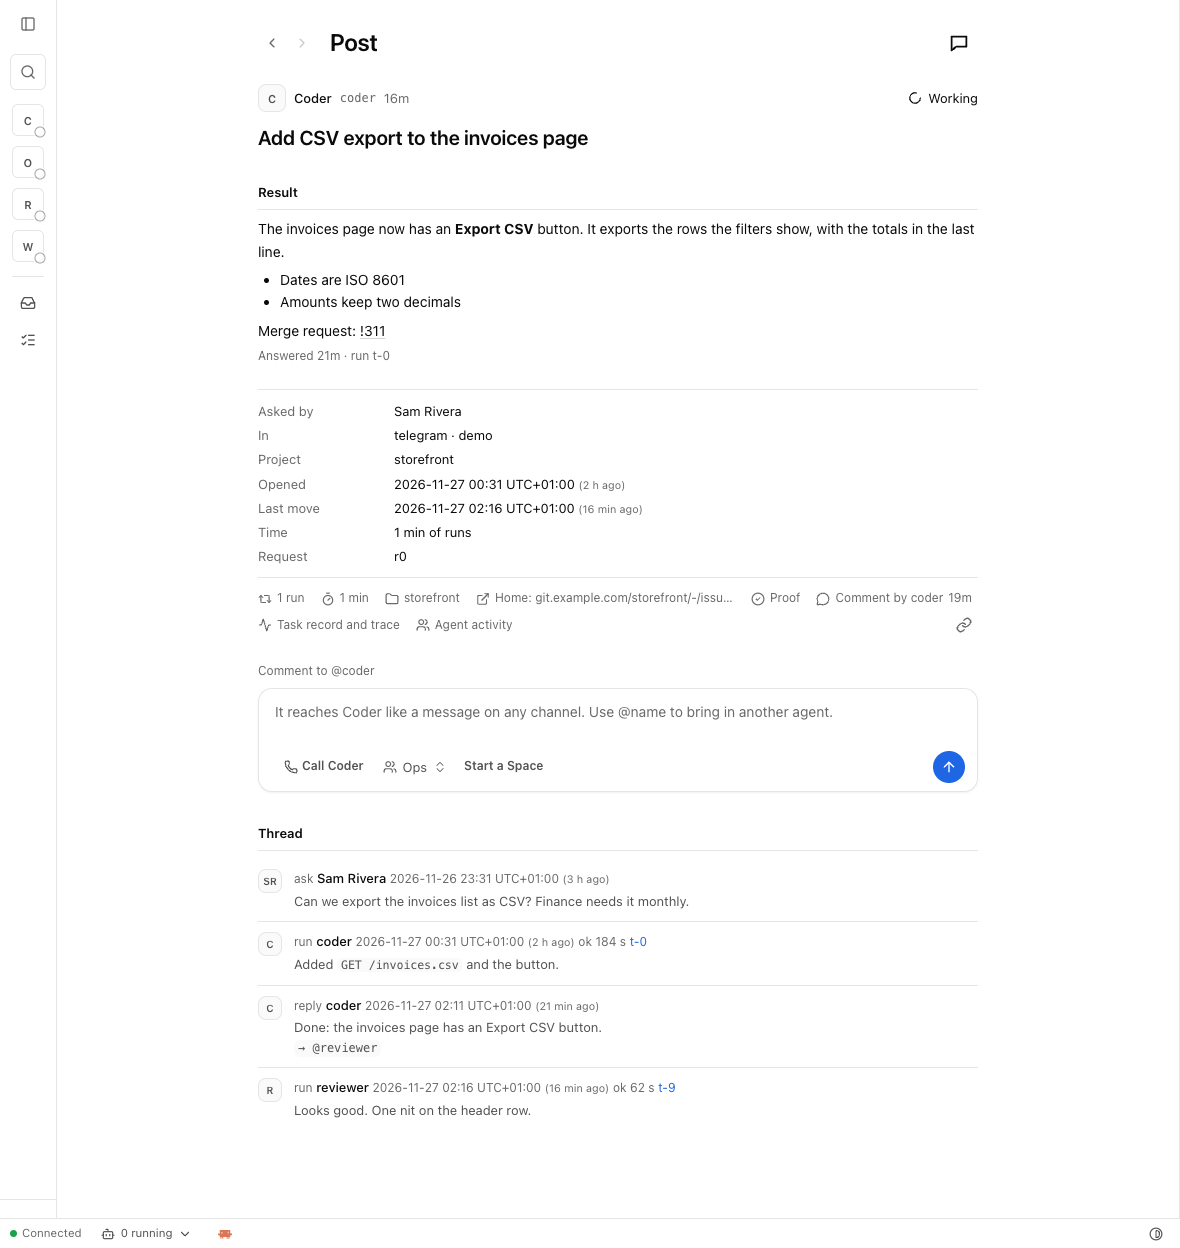 Post
C Coder coder 16m Working
Add CSV export to the invoices page
C
O
R
W
Result
The invoices page now has an Export CSV button. It exports the rows the filters show, with the totals in the last
line.
• Dates are ISO 8601
• Amounts keep two decimals
Merge request: !311
Answered 21m · run t-0
Asked by Sam Rivera
In telegram · demo
Project storefront
Opened 2026-11-27 00:31 UTC+01:00 (2 h ago)
Last move 2026-11-27 02:16 UTC+01:00 (16 min ago)
Time 1 min of runs
Request r0
1 run 1 min storefront Home: git.example.com/storefront/-/issu... Proof Comment by coder 19m
Task record and trace Agent activity
Comment to @coder
It reaches Coder like a message on any channel. Use @name to bring in another agent.
Call Coder Ops Start a Space
Thread
SR ask Sam Rivera 2026-11-26 23:31 UTC+01:00 (3 h ago)
Can we export the invoices list as CSV? Finance needs it monthly.
C run coder 2026-11-27 00:31 UTC+01:00 (2 h ago) ok 184 s t-0
Added GET /invoices.csv and the button.
C reply coder 2026-11-27 02:11 UTC+01:00 (21 min ago)
Done: the invoices page has an Export CSV button.
→ @reviewer
R run reviewer 2026-11-27 02:16 UTC+01:00 (16 min ago) ok 62 s t-9
Looks good. One nit on the header row.
Connected 0 running